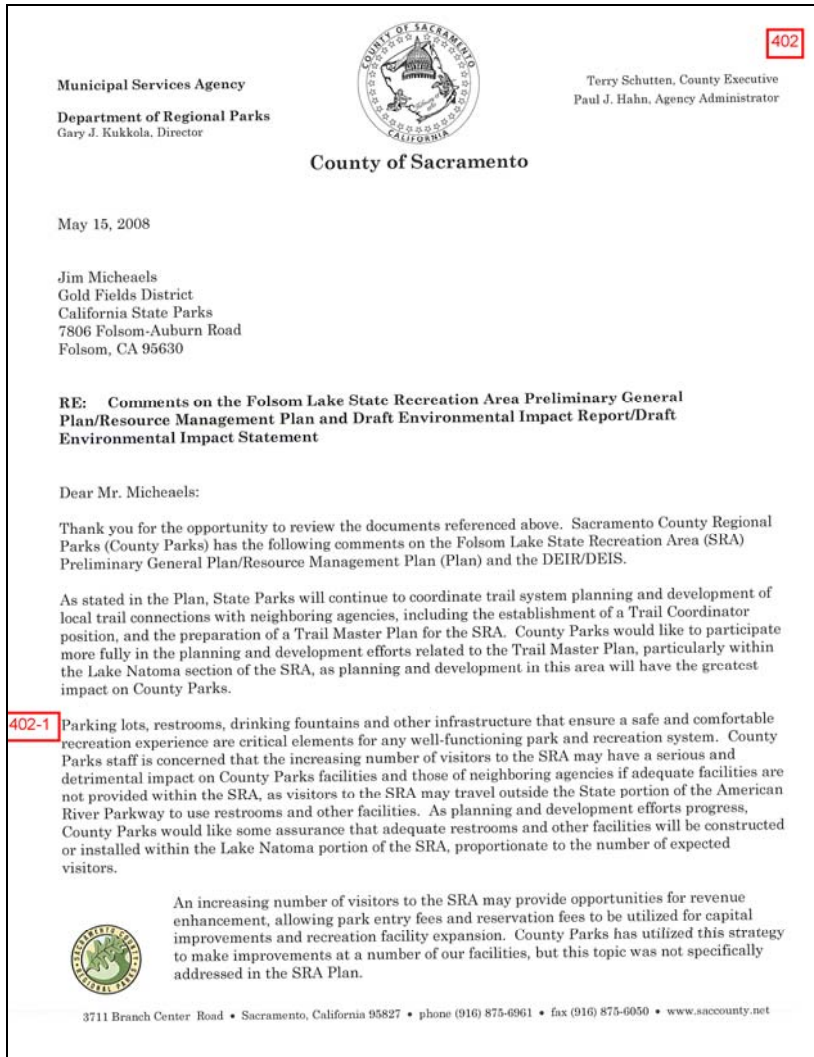 402
Municipal Services Agency
Department of Regional Parks
Gary J. Kukkola, Director
COUNTY OF SACRAMENTO
CALIFORNIA
County of Sacramento
Terry Schutten, County Executive
Paul J. Hahn, Agency Administrator
May 15, 2008
Jim Micheaels
Gold Fields District
California State Parks
7806 Folsom-Auburn Road
Folsom, CA 95630
RE: Comments on the Folsom Lake State Recreation Area Preliminary General
Plan/Resource Management Plan and Draft Environmental Impact Report/Draft
Environmental Impact Statement
Dear Mr. Micheaels:
Thank you for the opportunity to review the documents referenced above. Sacramento County Regional
Parks (County Parks) has the following comments on the Folsom Lake State Recreation Area (SRA)
Preliminary General Plan/Resource Management Plan (Plan) and the DEIR/DEIS.
As stated in the Plan, State Parks will continue to coordinate trail system planning and development of
local trail connections with neighboring agencies, including the establishment of a Trail Coordinator
position, and the preparation of a Trail Master Plan for the SRA. County Parks would like to participate
more fully in the planning and development efforts related to the Trail Master Plan, particularly within
the Lake Natoma section of the SRA, as planning and development in this area will have the greatest
impact on County Parks.
402-1
Parking lots, restrooms, drinking fountains and other infrastructure that ensure a safe and comfortable
recreation experience are critical elements for any well-functioning park and recreation system. County
Parks staff is concerned that the increasing number of visitors to the SRA may have a serious and
detrimental impact on County Parks facilities and those of neighboring agencies if adequate facilities are
not provided within the SRA, as visitors to the SRA may travel outside the State portion of the American
River Parkway to use restrooms and other facilities. As planning and development efforts progress,
County Parks would like some assurance that adequate restrooms and other facilities will be constructed
or installed within the Lake Natoma portion of the SRA, proportionate to the number of expected
visitors.
An increasing number of visitors to the SRA may provide opportunities for revenue
enhancement, allowing park entry fees and reservation fees to be utilized for capital
improvements and recreation facility expansion. County Parks has utilized this strategy
to make improvements at a number of our facilities, but this topic was not specifically
addressed in the SRA Plan.
SACRAMENTO COUNTY
REGIONAL PARKS
3711 Branch Center Road • Sacramento, California 95827 • phone (916) 875-6961 • fax (916) 875-6050 • www.saccounty.net